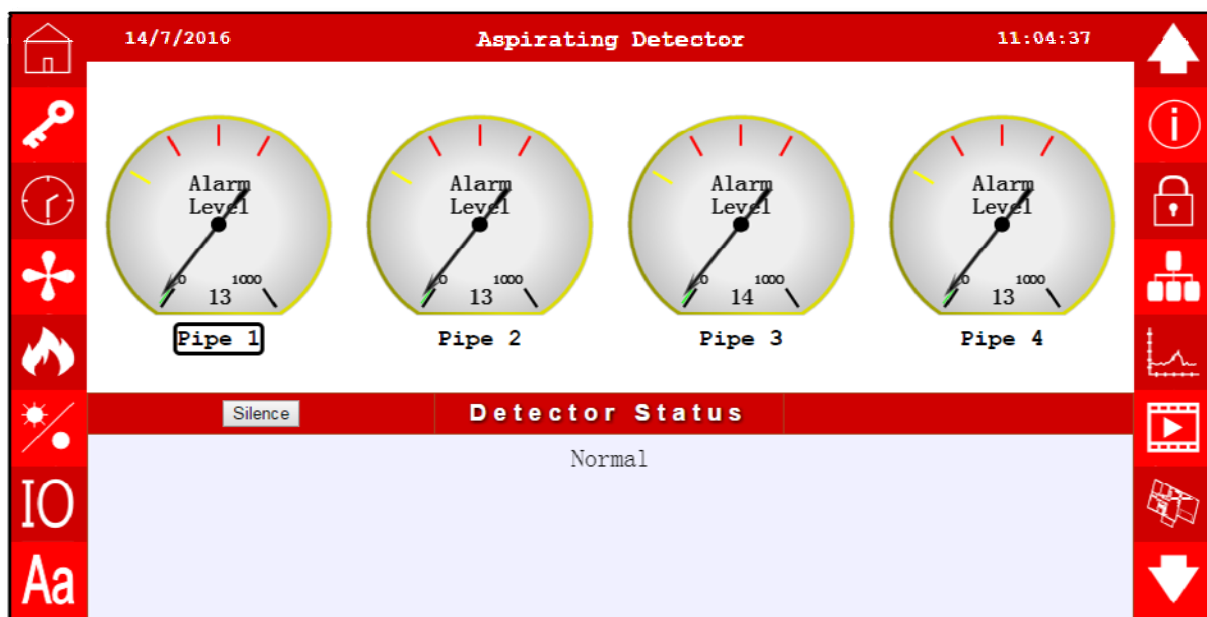 14/7/2016 Aspirating Detector 11:04:37
Alarm Level
0 1000
13
Pipe 1
Alarm Level
0 1000
13
Pipe 2
Alarm Level
0 1000
14
Pipe 3
Alarm Level
0 1000
13
Pipe 4
Silence Detector Status
Normal
i
IO
Aa